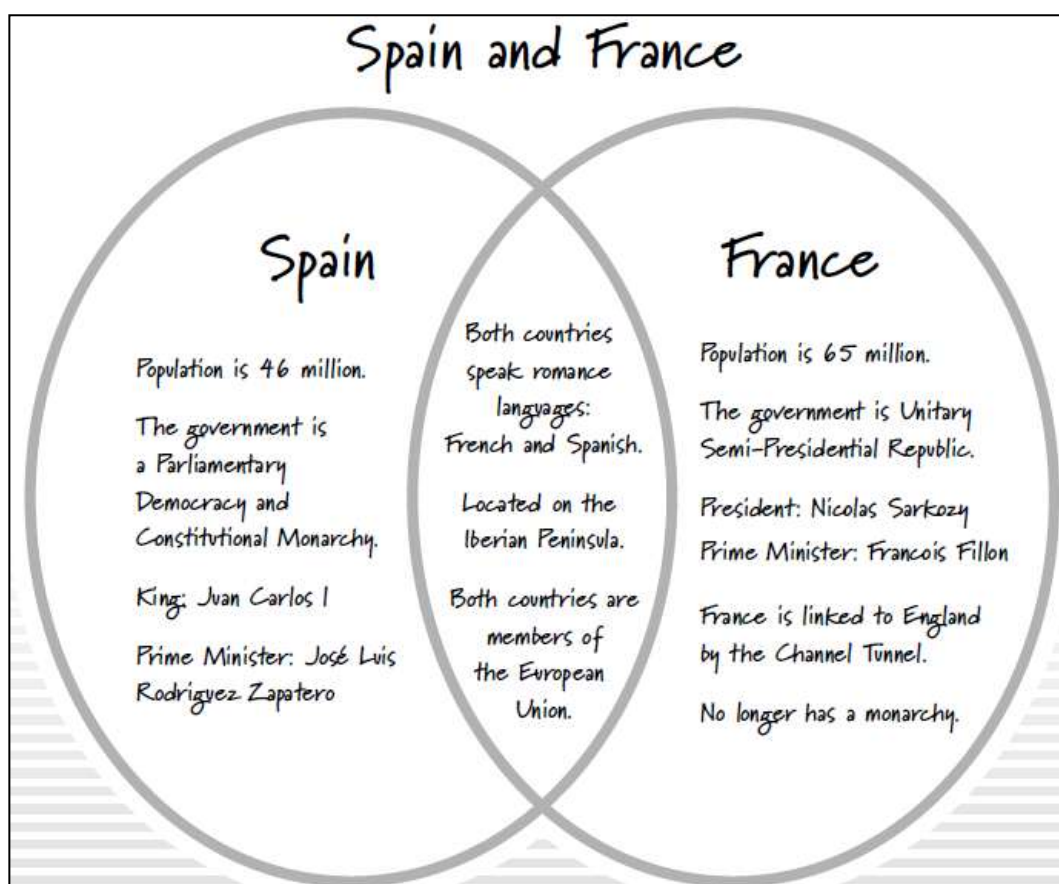 Spain and France
Spain
Population is 46 million.
The government is
a Parliamentary
Democracy and
Constitutional Monarchy.
King: Juan Carlos I
Prime Minister: José Luis
Rodriguez Zapatero
Both countries
speak romance
languages:
French and Spanish.
Located on the
Iberian Peninsula.
Both countries are
members of
the European
Union.
France
Population is 65 million.
The government is Unitary
Semi-Presidential Republic.
President: Nicolas Sarkozy
Prime Minister: Francois Fillon
France is linked to England
by the Channel Tunnel.
No longer has a monarchy.